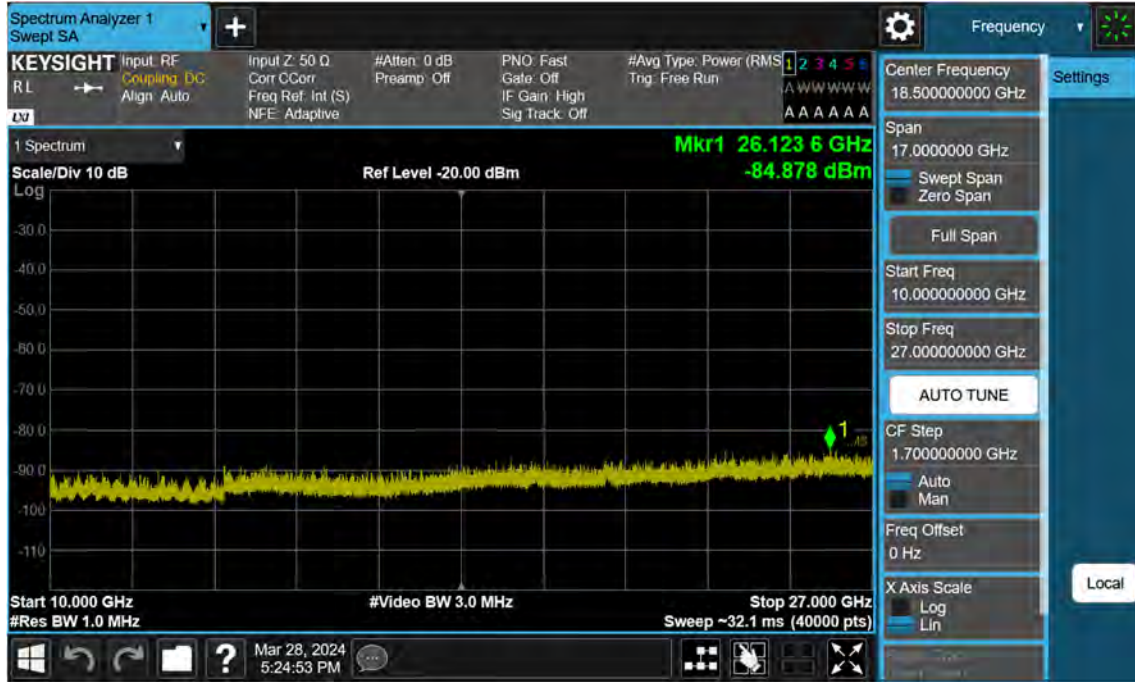 Spectrum Analyzer 1
Swept SA
Frequency
KEYSIGHT
RL
LXI
Input: RF
Coupling: DC
Align: Auto
Input Z: 50 Ω
Corr CCorr
Freq Ref: Int (S)
NFE: Adaptive
#Atten: 0 dB
Preamp: Off
PNO: Fast
Gate: Off
IF Gain: High
Sig Track: Off
#Avg Type: Power (RMS
Trig: Free Run
1 2 3 4 5 6
A W W W W W
A A A A A A
1 Spectrum
Scale/Div 10 dB
Log
Ref Level -20.00 dBm
Mkr1 26.123 6 GHz
-84.878 dBm
-30.0
-40.0
-50.0
-60.0
-70.0
-80.0
-90.0
-100
-110
1
Start 10.000 GHz
#Res BW 1.0 MHz
#Video BW 3.0 MHz
Stop 27.000 GHz
Sweep ~32.1 ms (40000 pts)
Center Frequency
18.500000000 GHz
Span
17.0000000 GHz
Swept Span
Zero Span
Full Span
Start Freq
10.000000000 GHz
Stop Freq
27.000000000 GHz
AUTO TUNE
CF Step
1.700000000 GHz
Auto
Man
Freq Offset
0 Hz
X Axis Scale
Log
Lin
Settings
Local
?
Mar 28, 2024
5:24:53 PM